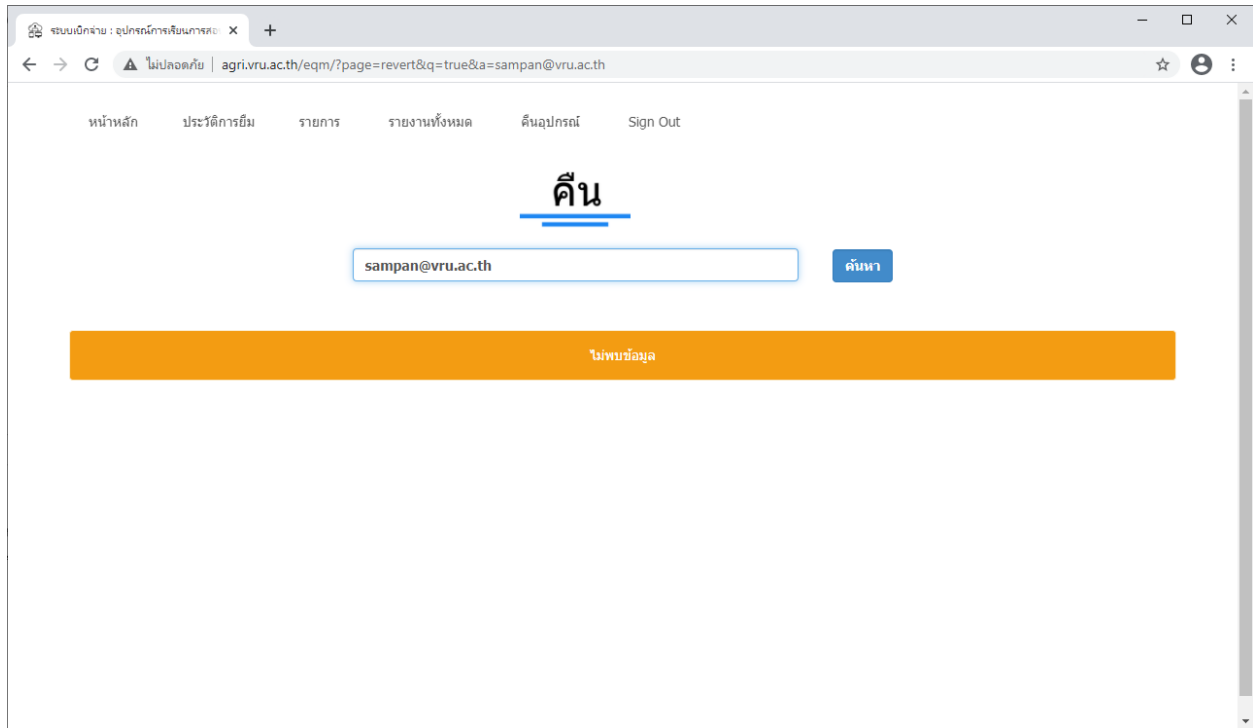 ระบบเบิกจ่าย : อุปกรณ์การเรียนการสอ
ไม่ปลอดภัย | agri.vru.ac.th/eqm/?page=revert&q=true&a=sampan@vru.ac.th
หน้าหลัก ประวัติการยืม รายการ รายงานทั้งหมด คืนอุปกรณ์ Sign Out
คืน
sampan@vru.ac.th ค้นหา
ไม่พบข้อมูล